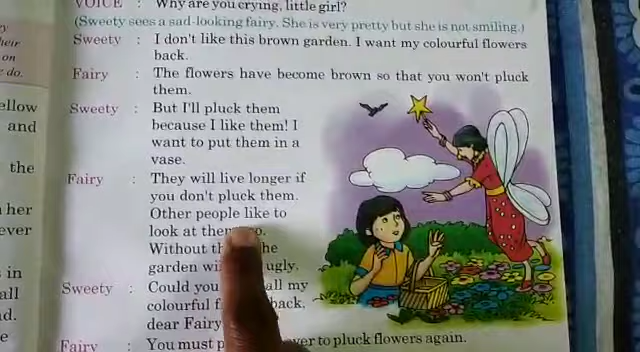 VOICE : Why are you crying, little girl?
(Sweety sees a sad-looking fairy. She is very pretty but she is not smiling.)
Sweety : I don't like this brown garden. I want my colourful flowers
back.
Fairy : The flowers have become brown so that you won't pluck
them.
Sweety : But I'll pluck them
because I like them! I
want to put them in a
vase.
Fairy : They will live longer if
you don't pluck them.
Other people like to
look at
Without
garden ugly.
Sweety : Could you all my
colourful back,
dear Fairy
Fairy : You must to pluck flowers again.
on
do.
and
the
her
in